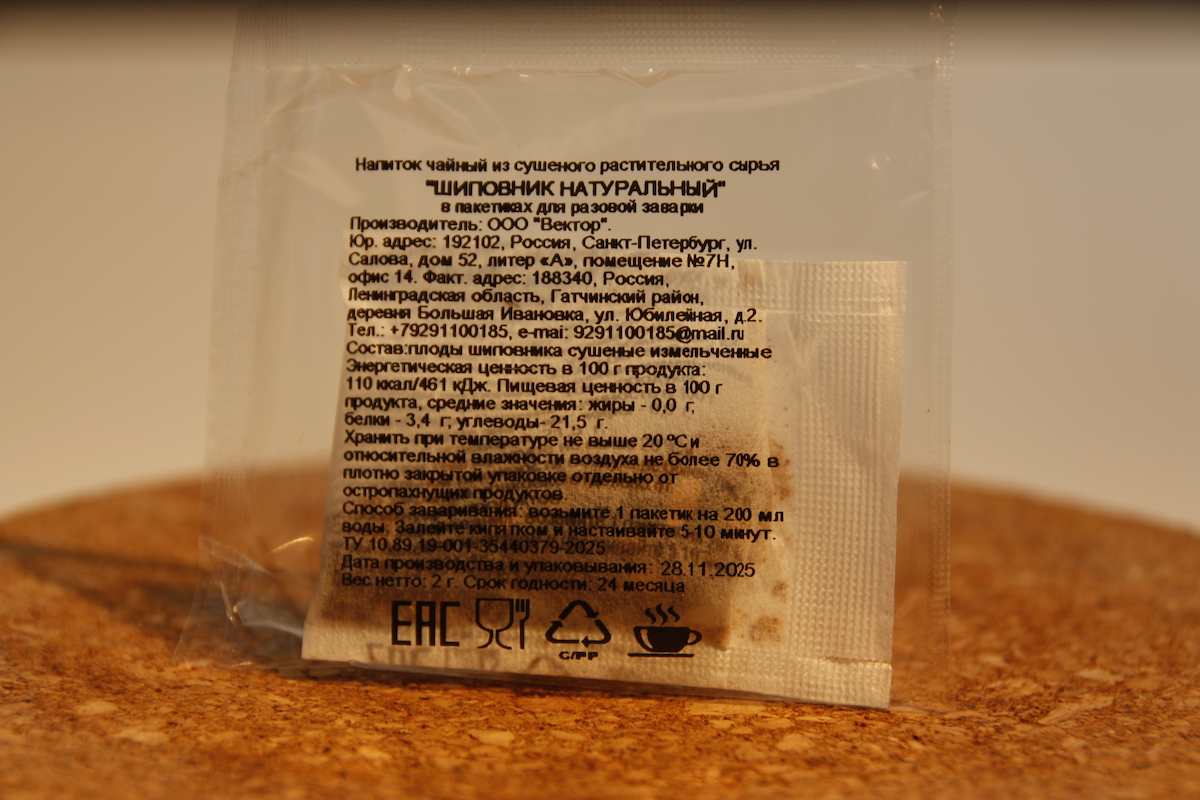 Напиток чайный из сушеного растительного сырья
"ШИПОВНИК НАТУРАЛЬНЫЙ"
в пакетиках для разовой заварки
Производитель: ООО "Вектор".
Юр. адрес: 192102, Россия, Санкт-Петербург, ул.
Салова, дом 52, литер «А», помещение №7Н,
офис 14. Факт. адрес: 188340, Россия,
Ленинградская область, Гатчинский район,
деревня Большая Ивановка, ул. Юбилейная, д.2.
Тел.: +79291100185, e-mai: 9291100185@mail.ru
Состав:плоды шиповника сушеные измельченные
Энергетическая ценность в 100 г продукта:
110 ккал/461 кДж. Пищевая ценность в 100 г
продукта, средние значения: жиры - 0,0 г;
белки - 3,4 г; углеводы- 21,5 г.
Хранить при температуре не выше 20 ºС и
относительной влажности воздуха не более 70% в
плотно закрытой упаковке отдельно от
остропахнущих продуктов.
Способ заваривания: возьмите 1 пакетик на 200 мл
воды. Залейте кипятком и настаивайте 5-10 минут.
ТУ 10.89.19-001-35440379-2025
Дата производства и упаковывания: 28.11.2025
Вес нетто: 2 г. Срок годности: 24 месяца
EAC
C/PP